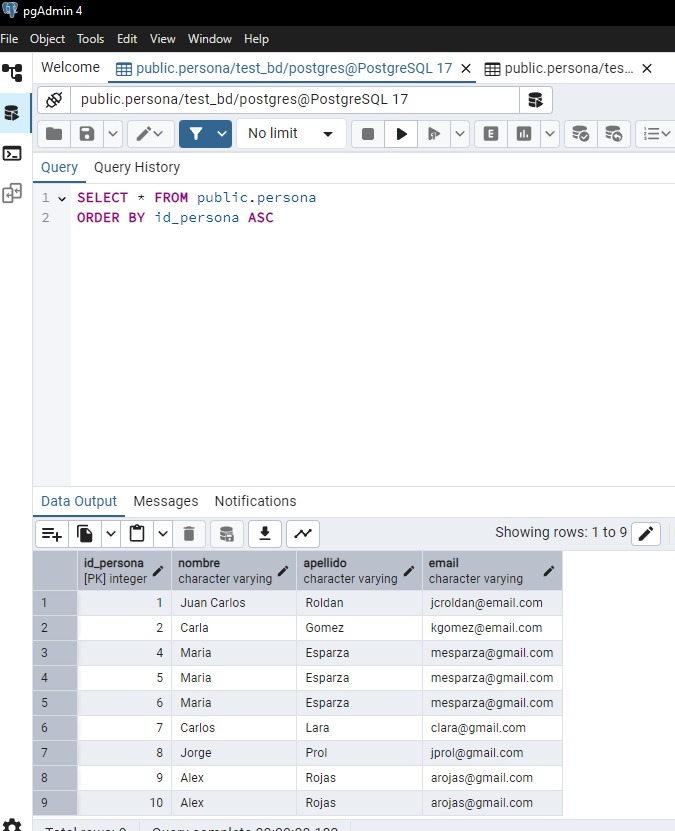 pgAdmin 4
File Object Tools Edit View Window Help
Welcome public.persona/test_bd/postgres@PostgreSQL 17 public.persona/tes...
public.persona/test_bd/postgres@PostgreSQL 17
No limit E
Query Query History
1 SELECT * FROM public.persona
2 ORDER BY id_persona ASC
Data Output Messages Notifications
Showing rows: 1 to 9
id_persona nombre apellido email
[PK] integer character varying character varying character varying
1 1 Juan Carlos Roldan jcroldan@email.com
2 2 Carla Gomez kgomez@email.com
3 4 Maria Esparza mesparza@gmail.com
4 5 Maria Esparza mesparza@gmail.com
5 6 Maria Esparza mesparza@gmail.com
6 7 Carlos Lara clara@gmail.com
7 8 Jorge Prol jprol@gmail.com
8 9 Alex Rojas arojas@gmail.com
9 10 Alex Rojas arojas@gmail.com
Total rows: 9 Query complete